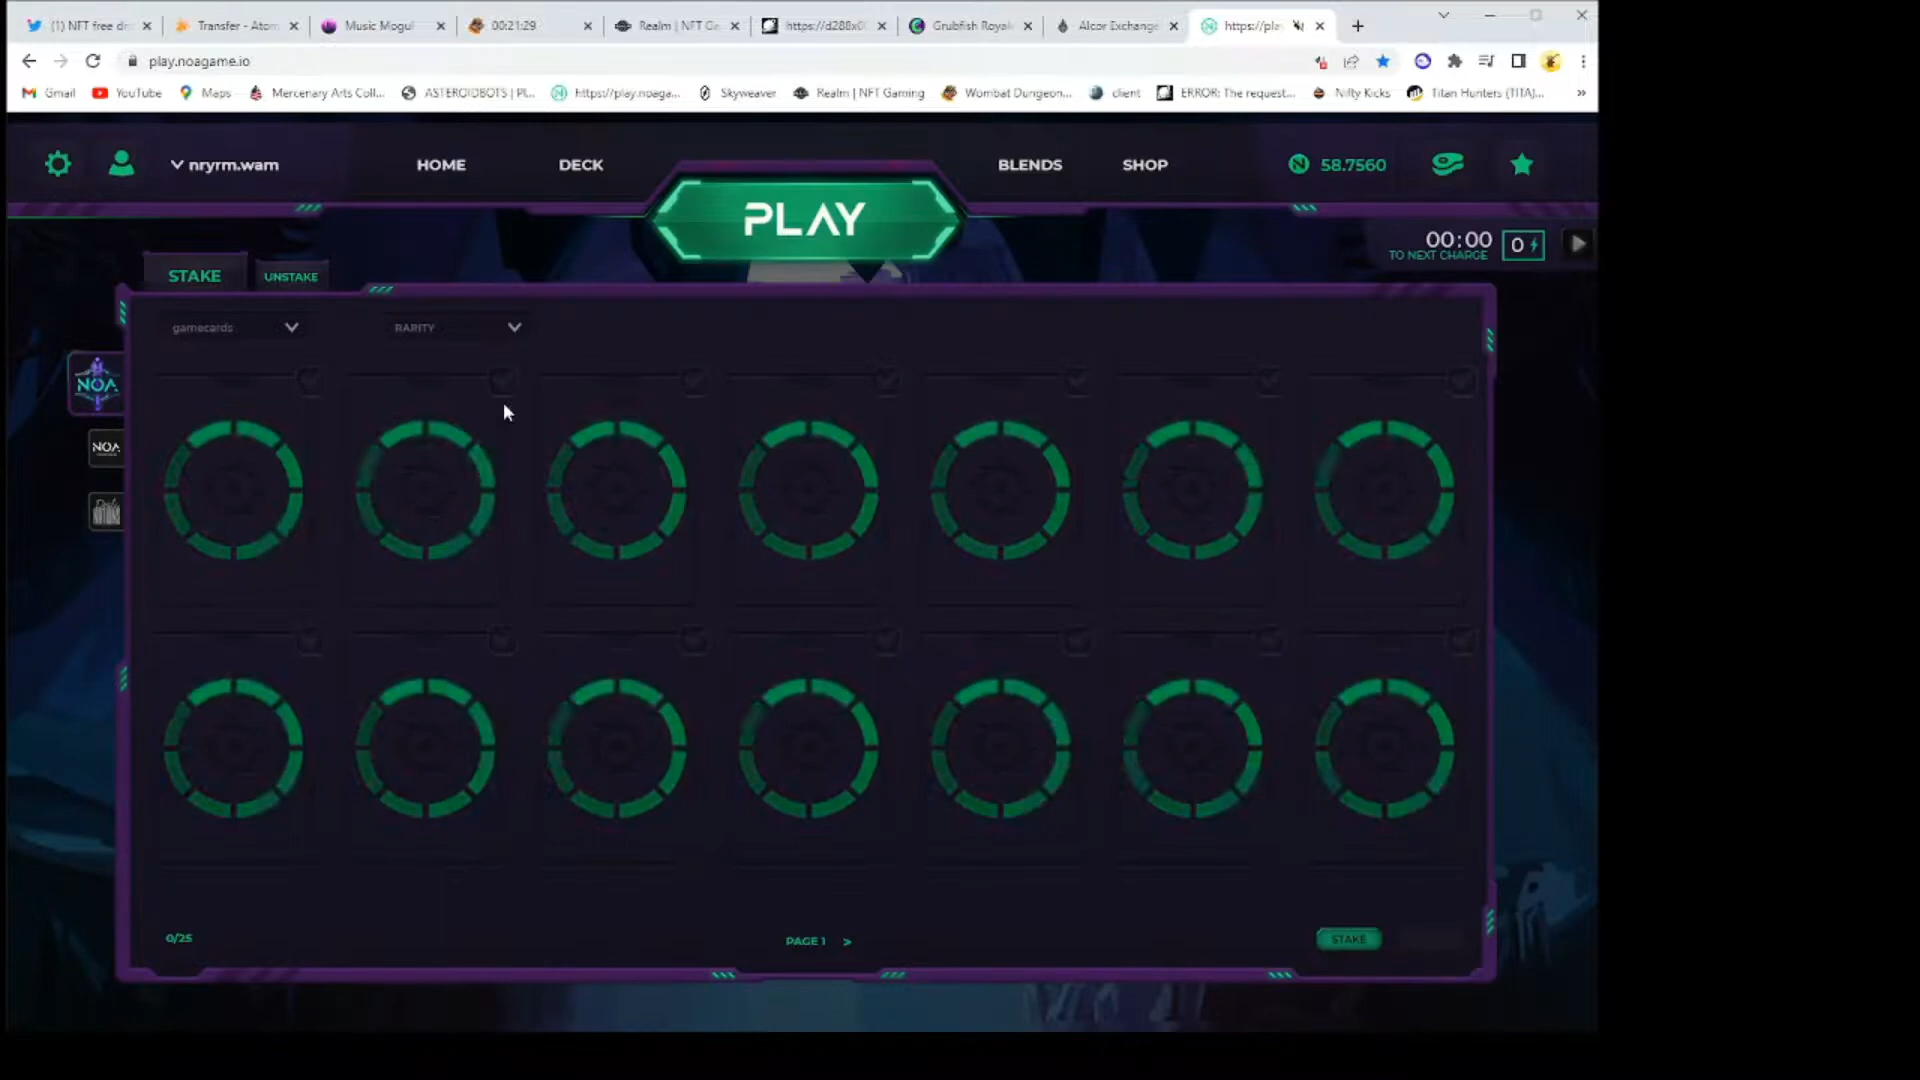 (1) NFT free dr
Transfer - Atom
Music Mogul
00:21:29
Realm | NFT Ga
https://d288x0
Grubfish Royal
Alcor Exchange
https://pla
play.noagame.io
Gmail
YouTube
Maps
Mercenary Arts Coll...
ASTEROIDBOTS | PL...
https://play.noaga...
Skyweaver
Realm | NFT Gaming
Wombat Dungeon...
client
ERROR: The request...
Nifty Kicks
Titan Hunters (TITA)...
»
nryrm.wam
HOME
DECK
PLAY
BLENDS
SHOP
58.7560
00:00
TO NEXT CHARGE
0
STAKE
UNSTAKE
gamecards
RARITY
NOA
NOA
0/25
PAGE 1 >
STAKE